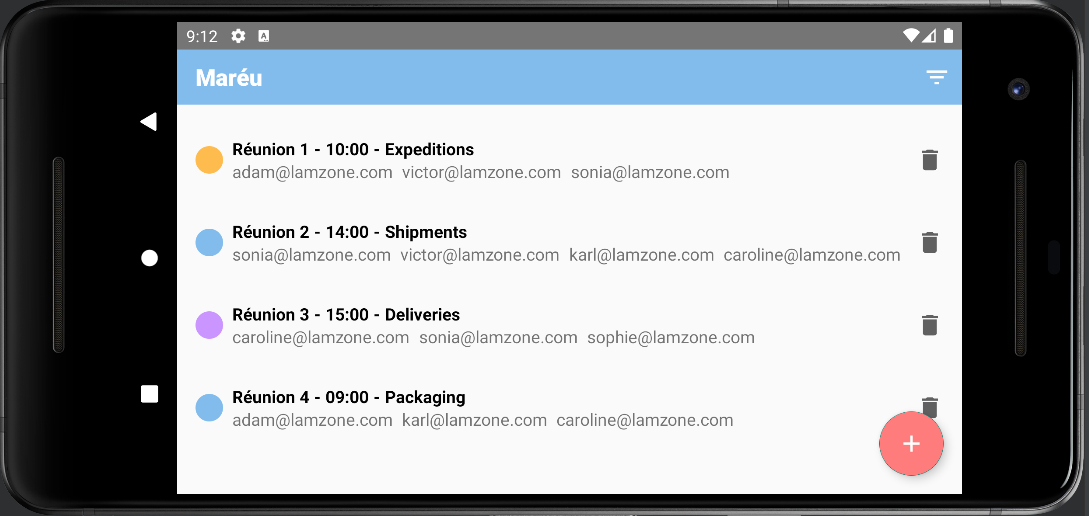 9:12
Maréu
Réunion 1 - 10:00 - Expeditions
adam@lamzone.com victor@lamzone.com sonia@lamzone.com
Réunion 2 - 14:00 - Shipments
sonia@lamzone.com victor@lamzone.com karl@lamzone.com caroline@lamzone.com
Réunion 3 - 15:00 - Deliveries
caroline@lamzone.com sonia@lamzone.com sophie@lamzone.com
Réunion 4 - 09:00 - Packaging
adam@lamzone.com karl@lamzone.com caroline@lamzone.com